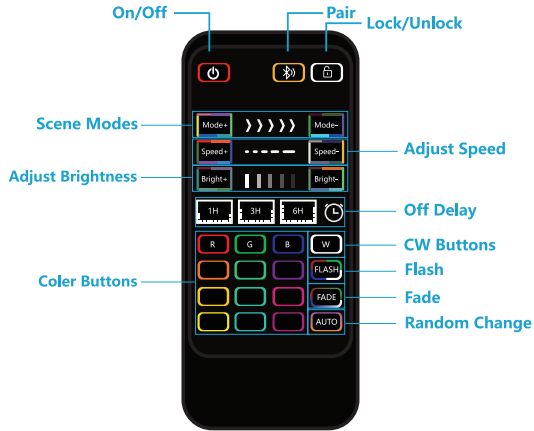 On/Off
Pair
Lock/Unlock
Scene Modes
Mode+
Mode-
Speed+
Speed-
Adjust Speed
Adjust Brightness
Bright+
Bright-
1H
3H
6H
Off Delay
R
G
B
W
CW Buttons
Coler Buttons
FLASH
Flash
FADE
Fade
AUTO
Random Change